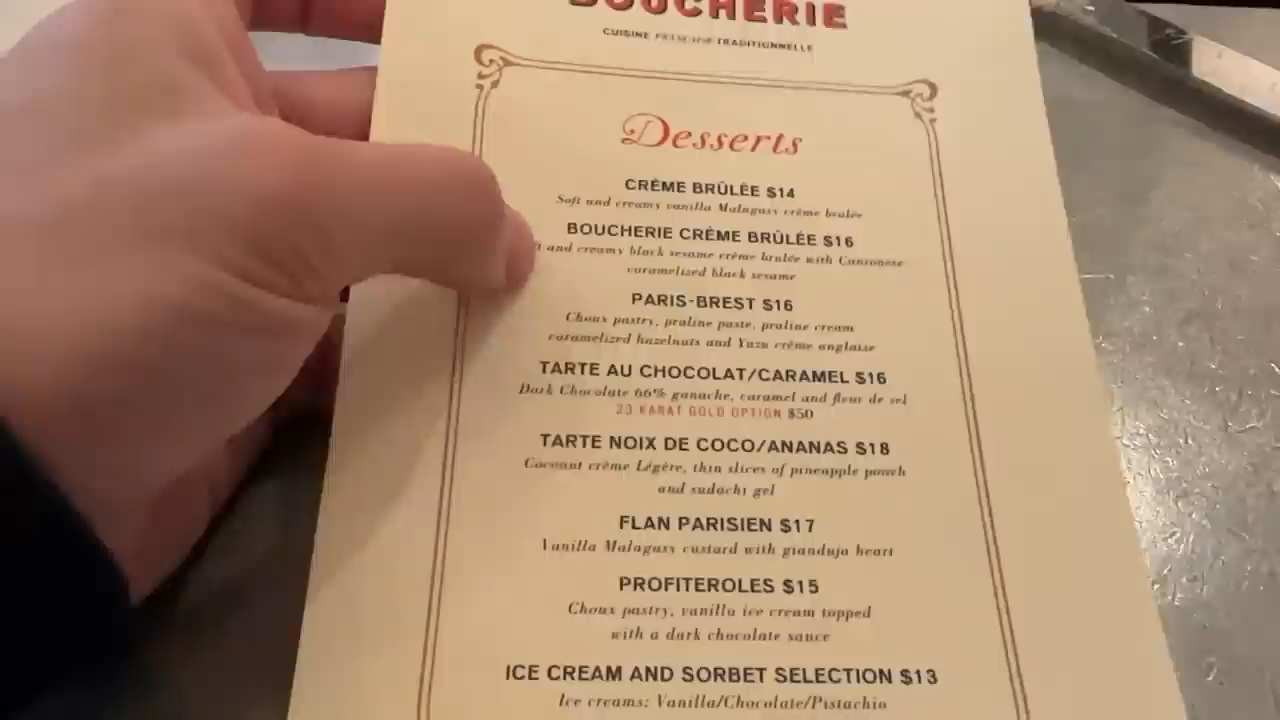 BOUCHERIE
CUISINE FRANÇAISE TRADITIONNELLE
Desserts
CRÈME BRÛLÉE $14
Soft and creamy vanilla Malagasy crème brulée
BOUCHERIE CRÈME BRÛLÉE $16
and creamy black sesame crème brulée with Cantonese
caramelized black sesame
PARIS-BREST $16
Choux pastry, praline paste, praline cream
caramelized hazelnuts and Yuzu crème anglaise
TARTE AU CHOCOLAT/CARAMEL $16
Dark Chocolate 66% ganache, caramel and fleur de sel
23 KARAT GOLD OPTION $50
TARTE NOIX DE COCO/ANANAS $18
Coconut crème Légère, thin slices of pineapple poach
and sudachi gel
FLAN PARISIEN $17
Vanilla Malagasy custard with gianduja heart
PROFITEROLES $15
Choux pastry, vanilla ice cream topped
with a dark chocolate sauce
ICE CREAM AND SORBET SELECTION $13
Ice creams: Vanilla/Chocolate/Pistachio